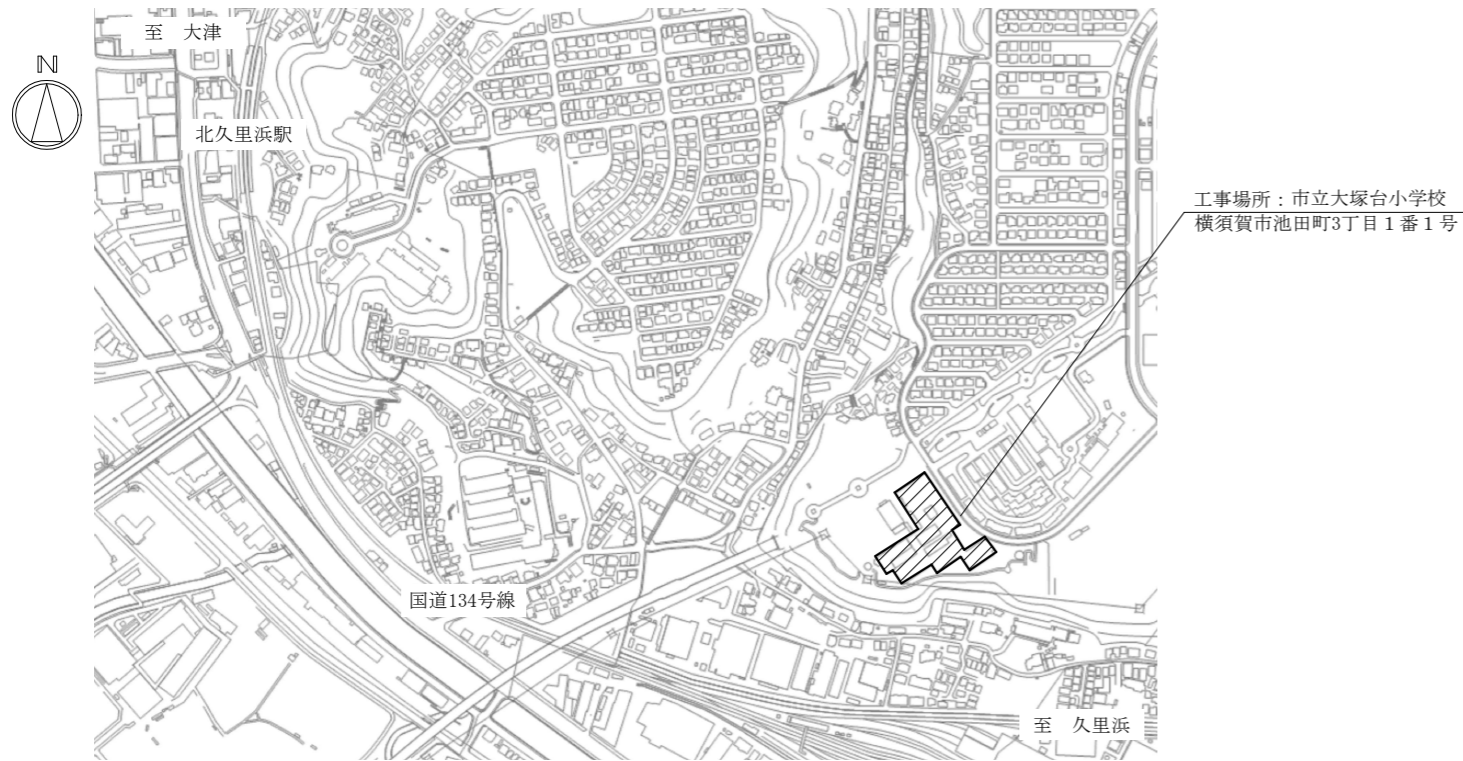 至　大津
N
北久里浜駅
工事場所：市立大塚台小学校
横須賀市池田町3丁目１番１号
国道134号線
至　久里浜